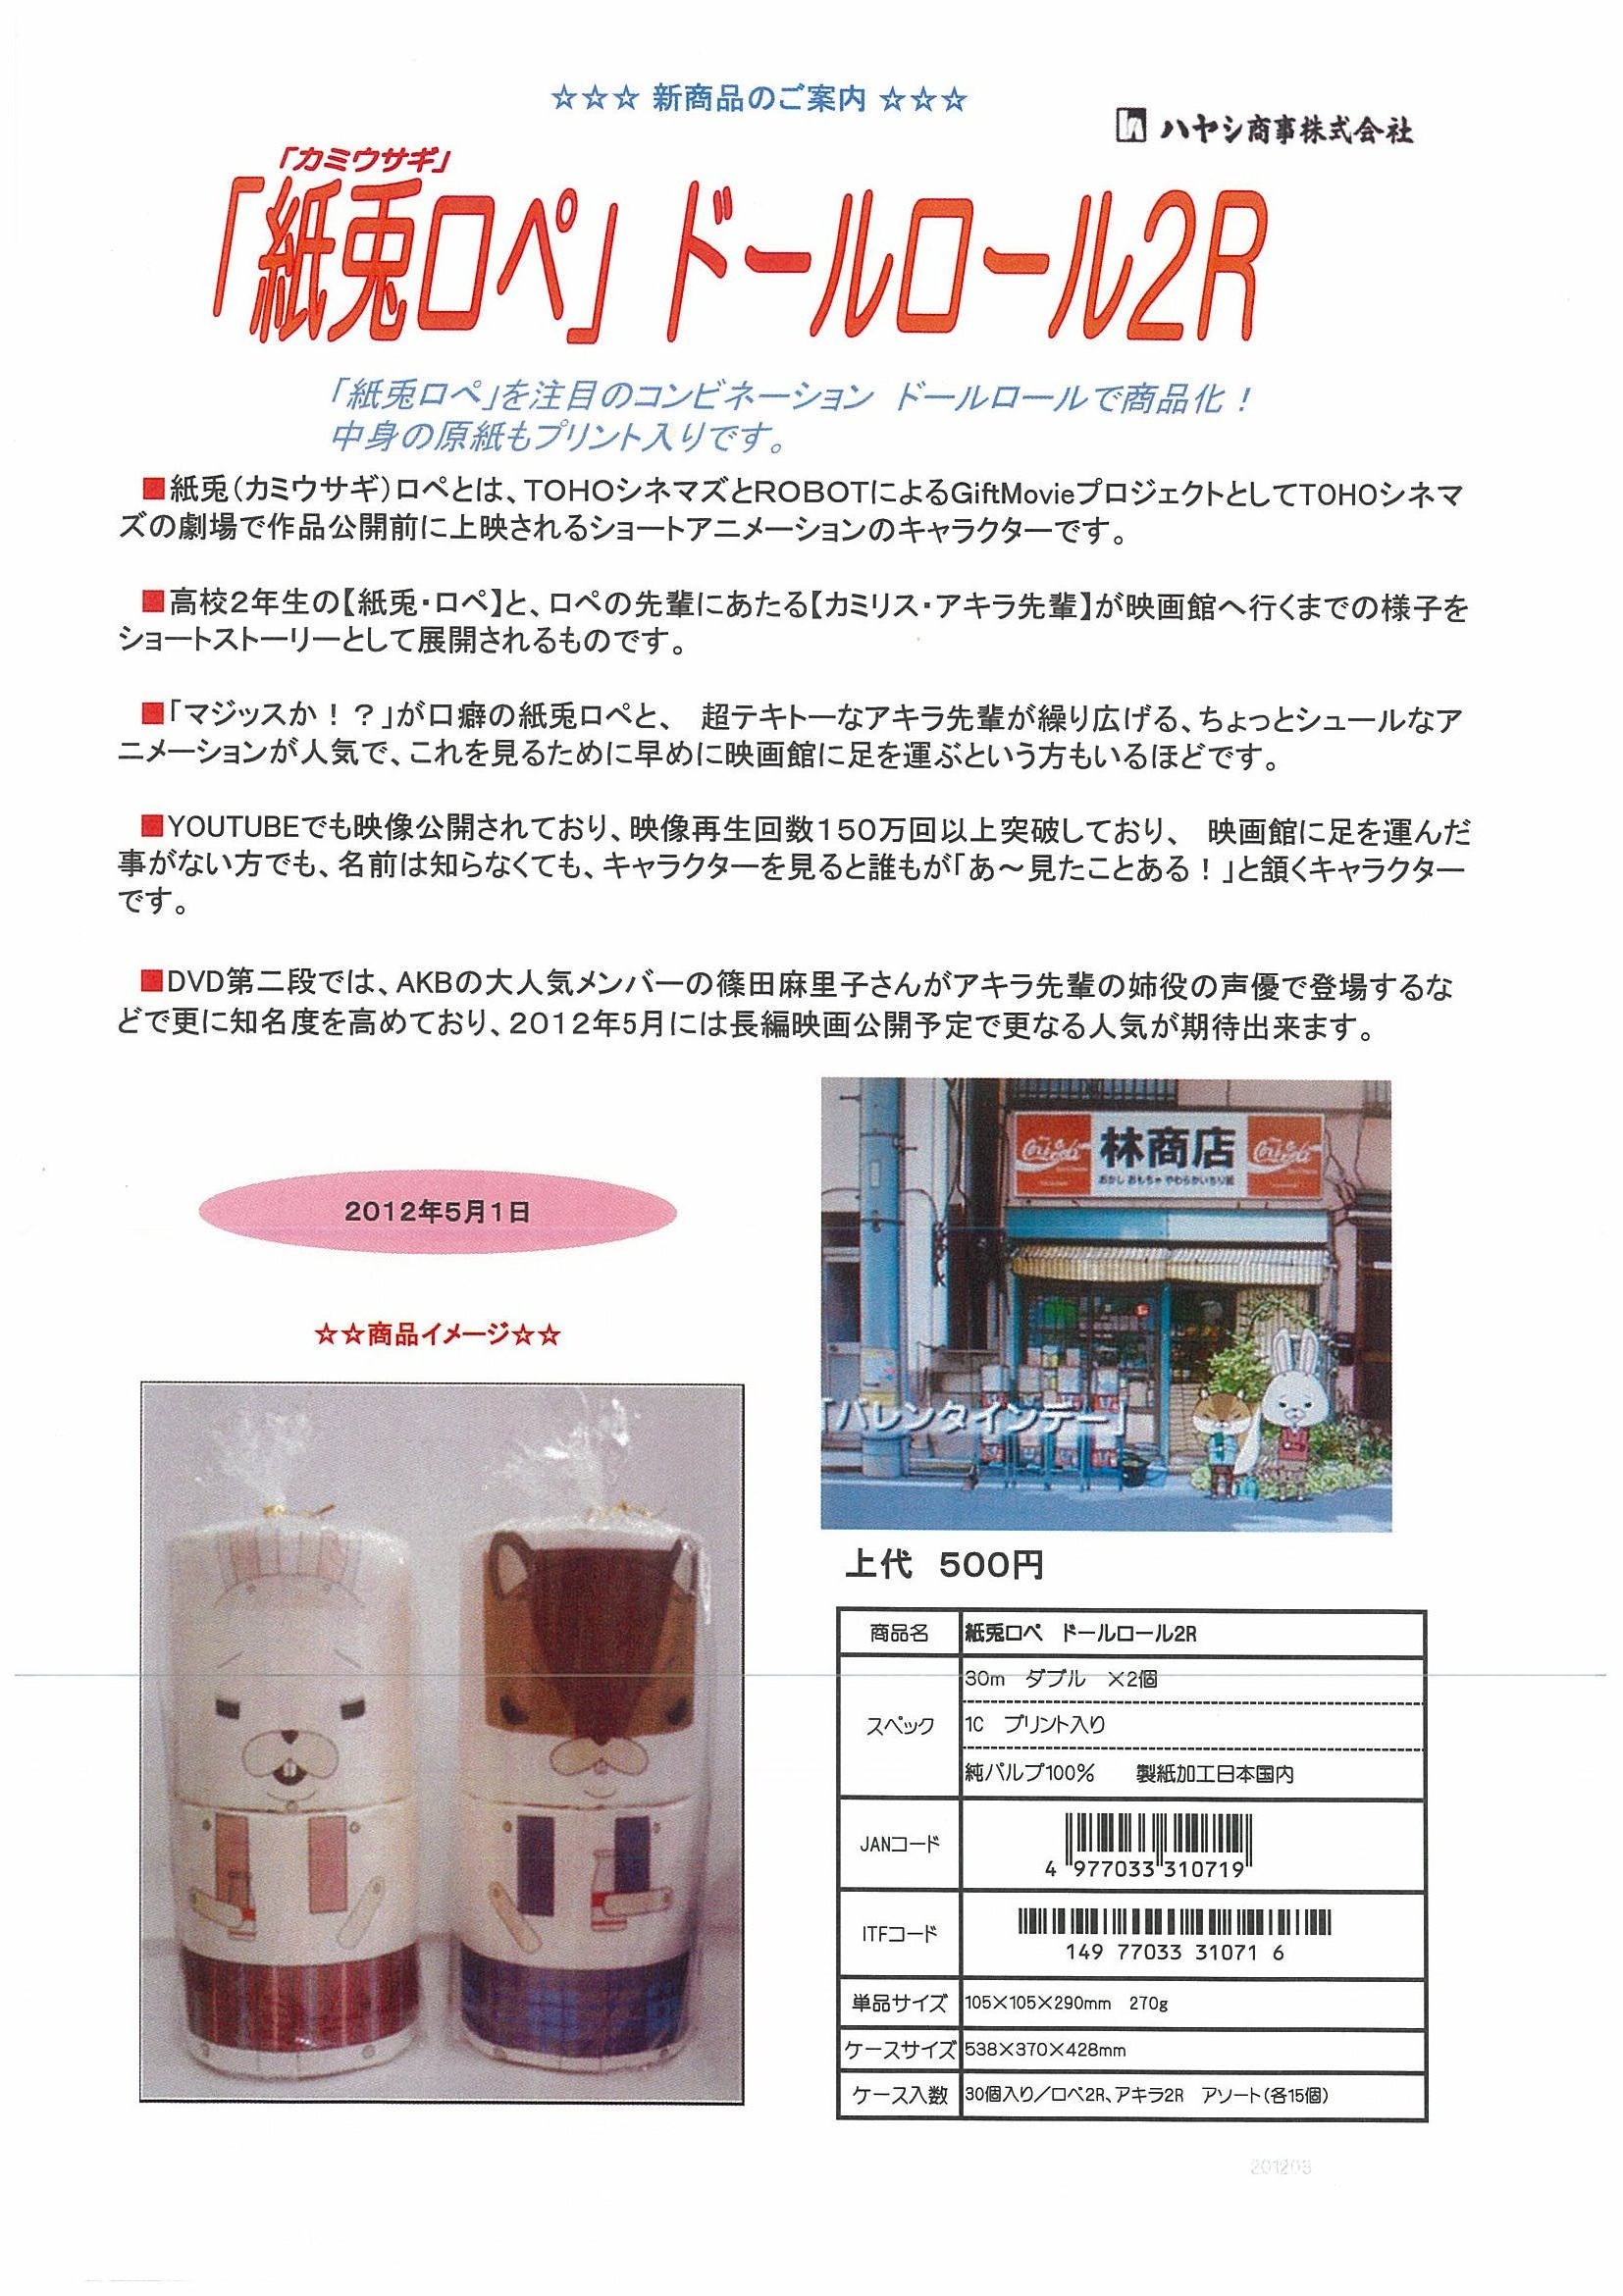 ☆☆☆ 新商品のご案内 ☆☆☆
ハヤシ商事株式会社
「カミウサギ」
「紙兎ロペ」 ドールロール2R
「紙兎ロペ」を注目のコンビネーション ドールロールで商品化！
中身の原紙もプリント入りです。
■紙兎（カミウサギ）ロペとは、TOHOシネマズとROBOTによるGiftMovieプロジェクトとしてTOHOシネマ
ズの劇場で作品公開前に上映されるショートアニメーションのキャラクターです。
■高校2年生の【紙兎・ロペ】と、ロペの先輩にあたる【カミリス・アキラ先輩】が映画館へ行くまでの様子を
ショートストーリーとして展開されるものです。
■「マジッスか！？」が口癖の紙兎ロペと、 超テキトーなアキラ先輩が繰り広げる、ちょっとシュールなア
ニメーションが人気で、これを見るために早めに映画館に足を運ぶという方もいるほどです。
■YOUTUBEでも映像公開されており、映像再生回数150万回以上突破しており、 映画館に足を運んだ
事がない方でも、名前は知らなくても、キャラクターを見ると誰もが「あ～見たことある！」と頷くキャラクター
です。
■DVD第二段では、AKBの大人気メンバーの篠田麻里子さんがアキラ先輩の姉役の声優で登場するな
どで更に知名度を高めており、2012年5月には長編映画公開予定で更なる人気が期待出来ます。
林商店
おかし おもちゃ やわらかいちり紙
「バレンタインデー」
2012年5月1日
☆☆商品イメージ☆☆
上代 500円
商品名 紙兎ロペ ドールロール2R
スペック 30m ダブル ×2個
1C プリント入り
純パルプ100% 製紙加工日本国内
JANコード 4 977033 310719
ITFコード 149 77033 31071 6
単品サイズ 105×105×290mm 270g
ケースサイズ 538×370×428mm
ケース入数 30個入り／ロペ2R、アキラ2R アソート（各15個）
201203